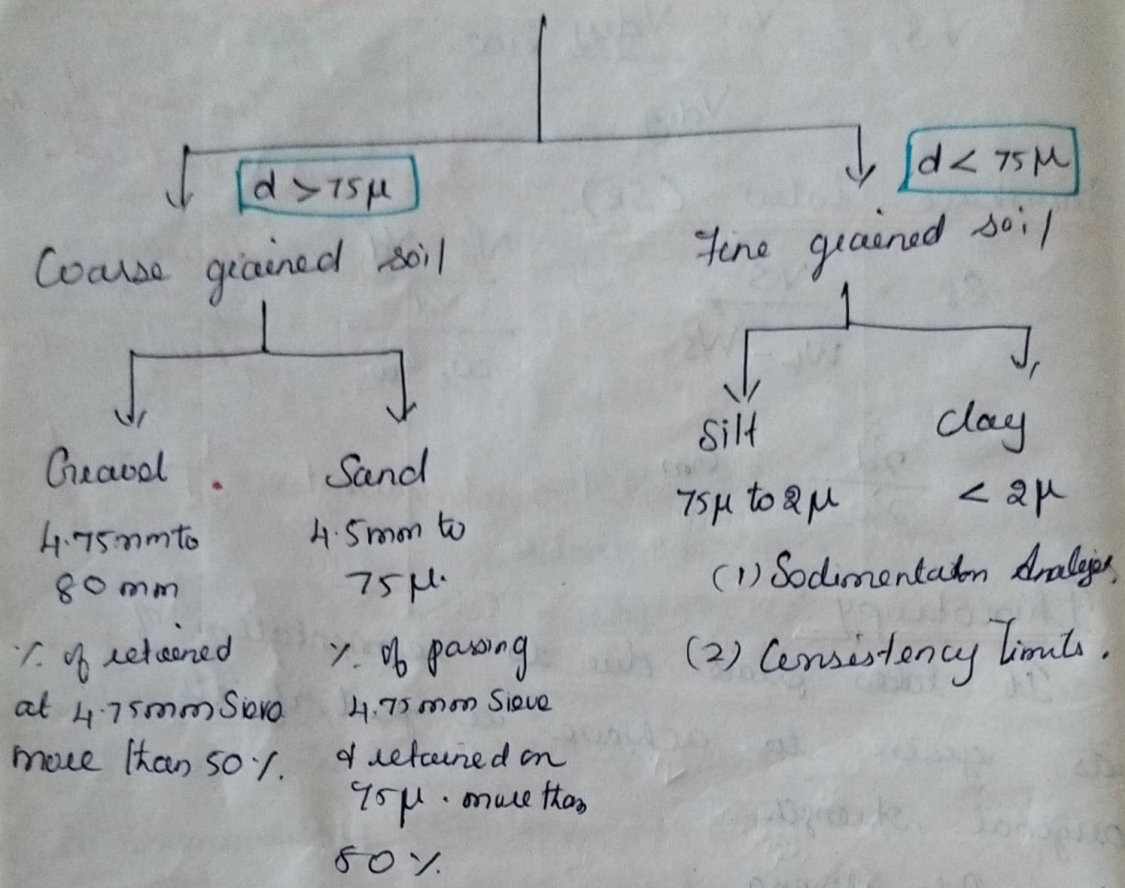 d > 75μ
d < 75μ
Coarse grained soil
Fine grained soil
Gravel
Sand
Silt
Clay
4.75mm to
80 mm
4.5mm to
75μ.
75μ to 2μ
< 2μ
% of retained
at 4.75mm Sieve
more than 50%.
% of passing
4.75mm Sieve
& retained on
75μ. more than
50%.
(1) Sedimentation Analysis
(2) Consistency limits.